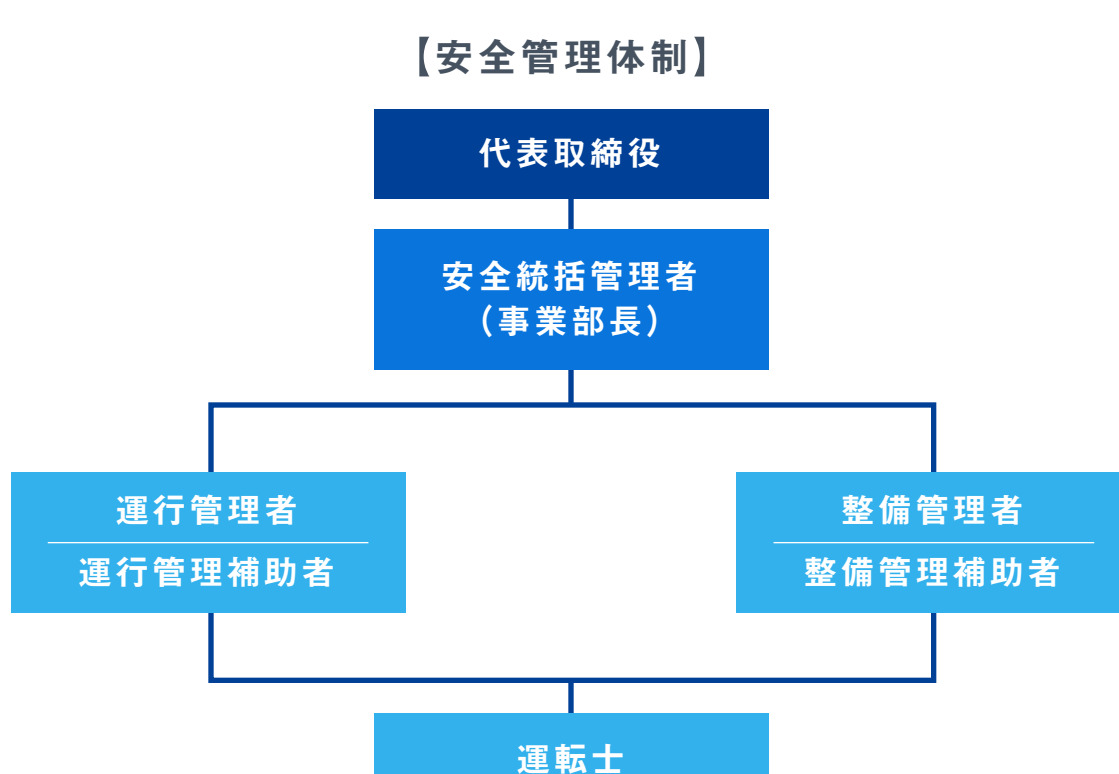 【安全管理体制】
代表取締役
安全統括管理者
（事業部長）
運行管理者
運行管理補助者
整備管理者
整備管理補助者
運転士